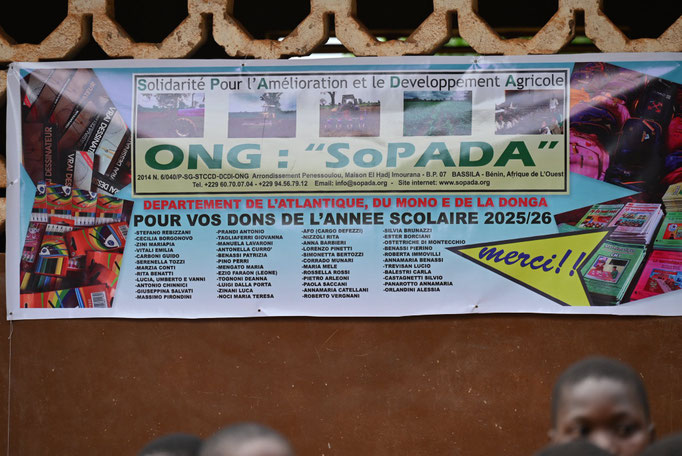 Solidarité Pour l'Amélioration et le Developpement Agricole
ONG : "SoPADA"
2014 N. 6/040/P-SG-STCCD-DCDI-ONG Arrondissement Penessoulou, Maison El Hadj Imourana - B.P. 07 BASSILA - Bénin, Afrique de L'Ouest
Tel. +229 60.70.07.04 - +229 94.56.79.12 Email: info@sopada.org - Site internet: www.sopada.org
DEPARTEMENT DE L'ATLANTIQUE, DU MONO E DE LA DONGA
POUR VOS DONS DE L'ANNEE SCOLAIRE 2025/26
-STEFANO REBIZZANI
-CECILIA BORGONOVO
-ZINI MARIAPIA
-VITALI EMILIA
-CARBONI GUIDO
-SERENELLA TOZZI
-MARZIA CONTI
-RITA BENATTI
-LUCCI, UMBERTO E VANNI
-ANTONIO CHINNICI
-GIUSEPPINA SALVATI
-MASSIMO PIRONDINI
-PRANDI ANTONIO
-TAGLIAFERRI GIOVANNA
-MANUELA LAVARONI
-ANTONELLA CURRO'
-BENASSI PATRIZIA
-PINO PERRI
-MENGATO MARIA
-EZIO PARAON (LEONE)
-TODARO DEANNA
-LUIGI DALLA PORTA
-ZINANI LUCA
-NOCI MARIA TERESA
-AFO (CARGO DEFEZZI)
-NIZZOLI RITA
-ANNA BARBIERI
-LORENZO PINETTI
-SIMONETTA BERTOZZI
-CORRADO MUNARI
-MARIA MELE
-ROSSELLA ROSSI
-PIETRO ARLEONI
-PAOLA SACCANI
-ANNAMARIA CATELLANI
-ROBERTO VERGNANI
-SILVIA BRUNAZZI
-ESTER BORCIANI
-OSTETRICHE DI MONTECCHIO
-BENASSI PIERINO
-ROBERTA IMMOVILLI
-ANNAMARIA BENASSI
-TREVISAN LUCIO
-BALESTRI CARLA
-CASTAGNETTI SILVIO
-PANAROTTO ANNAMARIA
-ORLANDINI ALESSIA
merci!!
VRAI DESSINATEUR